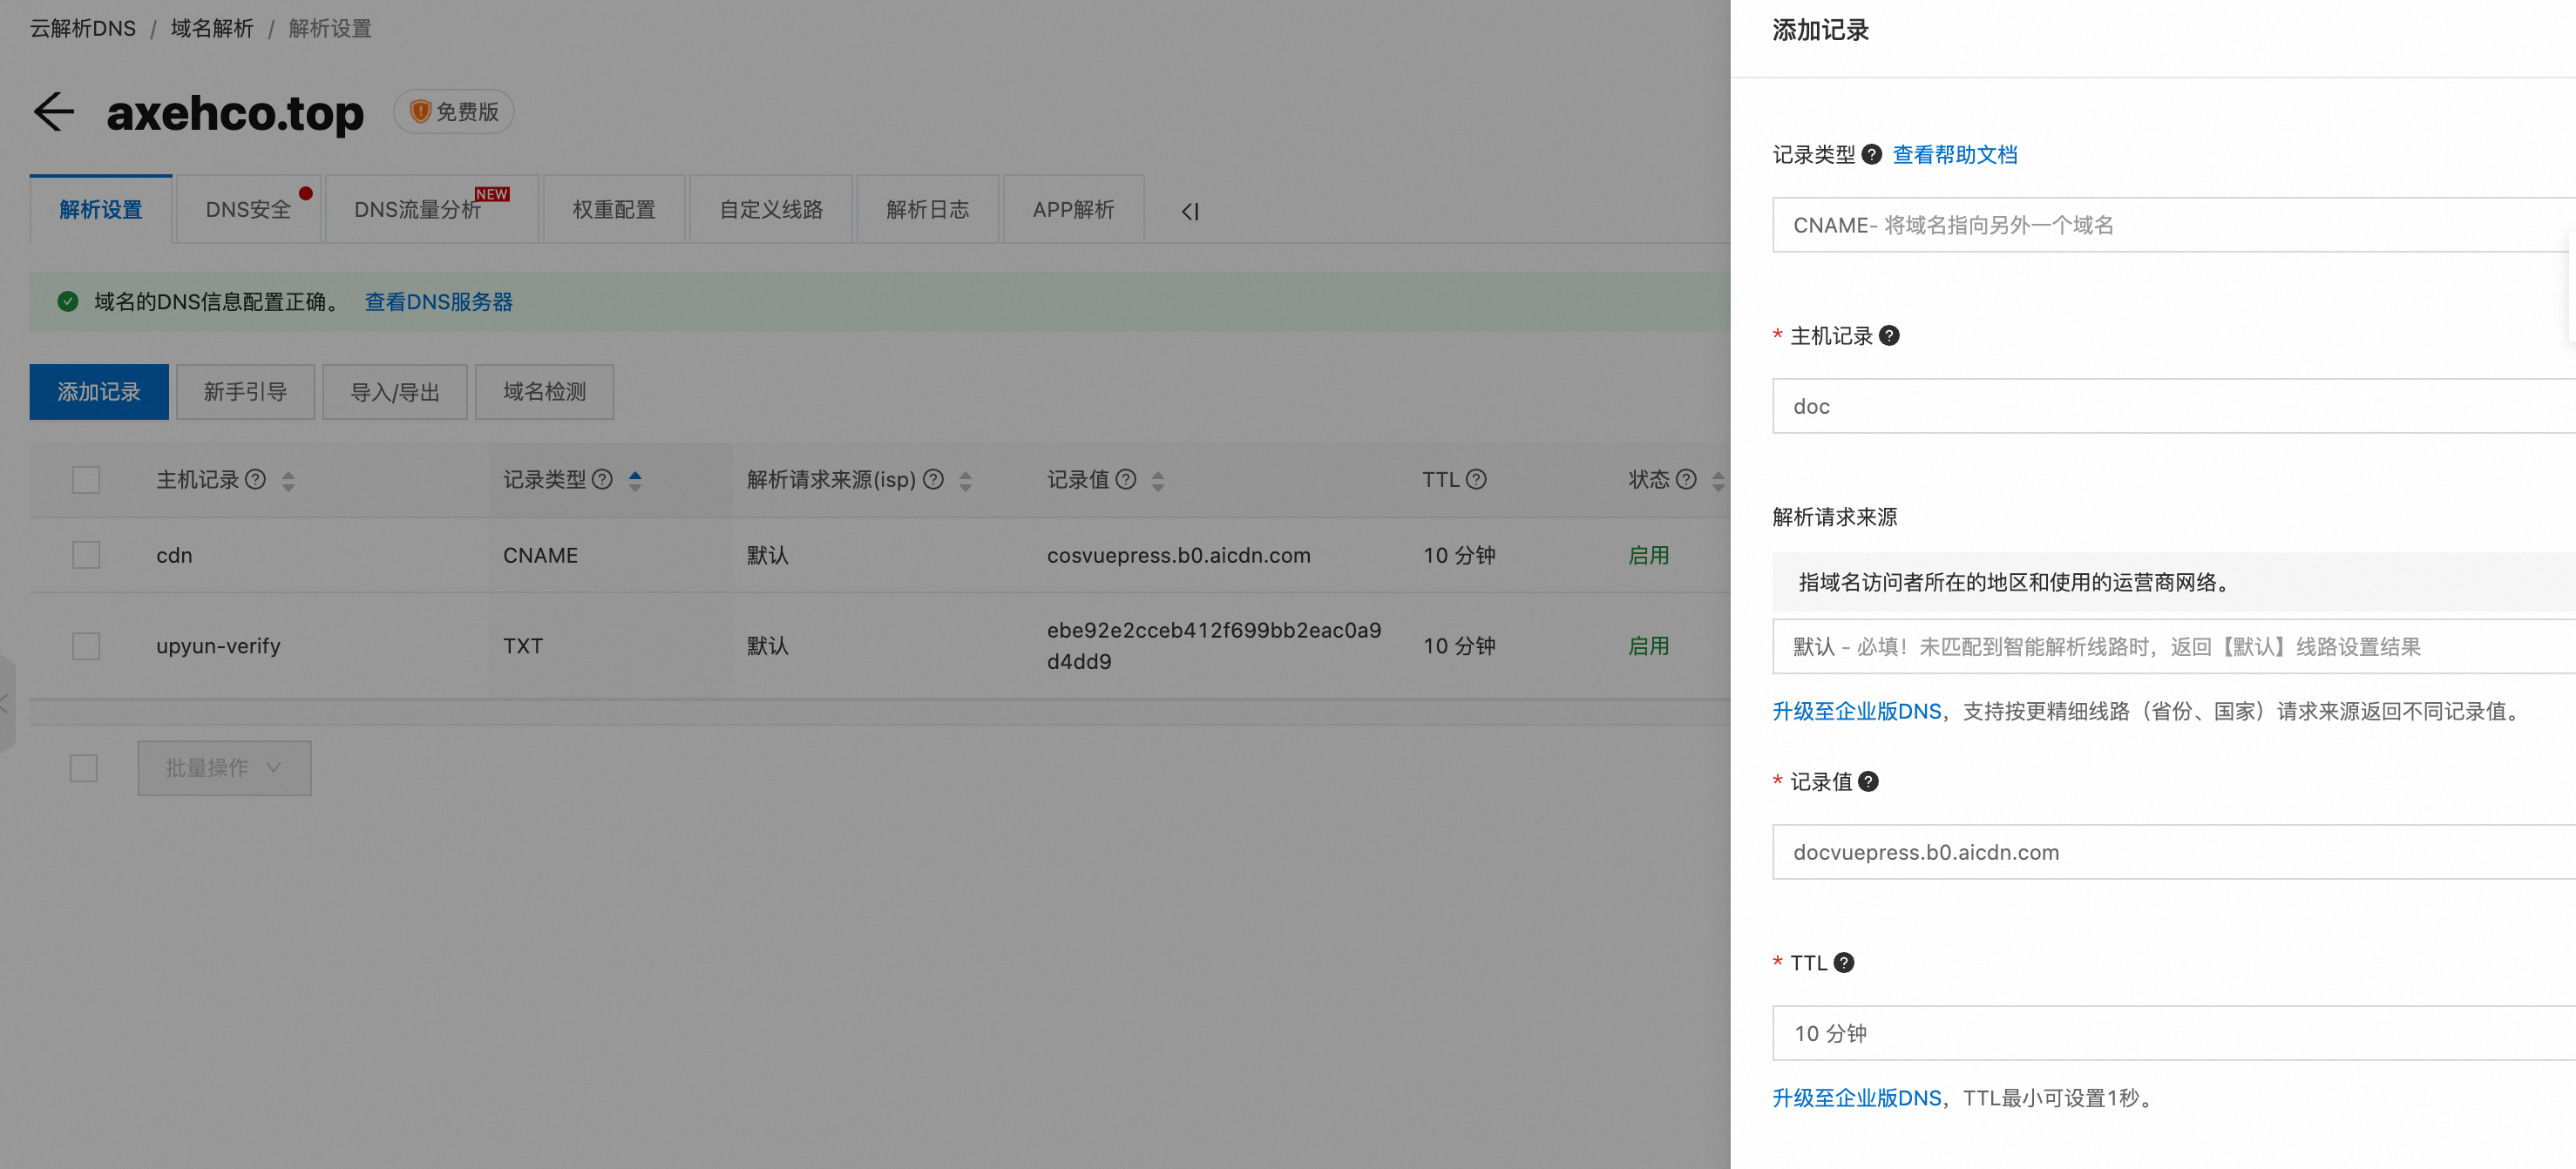 云解析DNS / 域名解析 / 解析设置
axehco.top 免费版
解析设置 DNS安全 DNS流量分析 NEW 权重配置 自定义线路 解析日志 APP解析
域名的DNS信息配置正确。 查看DNS服务器
添加记录 新手引导 导入/导出 域名检测
主机记录 记录类型 解析请求来源(isp) 记录值 TTL 状态
cdn CNAME 默认 cosvuepress.b0.aicdn.com 10 分钟 启用
upyun-verify TXT 默认 ebe92e2cceb412f699bb2eac0a9
d4dd9 10 分钟 启用
批量操作
添加记录
记录类型 查看帮助文档
CNAME- 将域名指向另外一个域名
* 主机记录
doc
解析请求来源
指域名访问者所在的地区和使用的运营商网络。
默认 - 必填！未匹配到智能解析线路时，返回【默认】线路设置结果
升级至企业版DNS，支持按更精细线路（省份、国家）请求来源返回不同记录值。
* 记录值
docvuepress.b0.aicdn.com
* TTL
10 分钟
升级至企业版DNS，TTL最小可设置1秒。